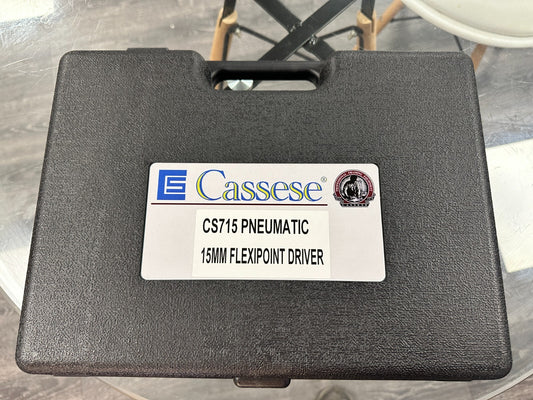 Cassese®
CS715 PNEUMATIC
15MM FLEXIPOINT DRIVER